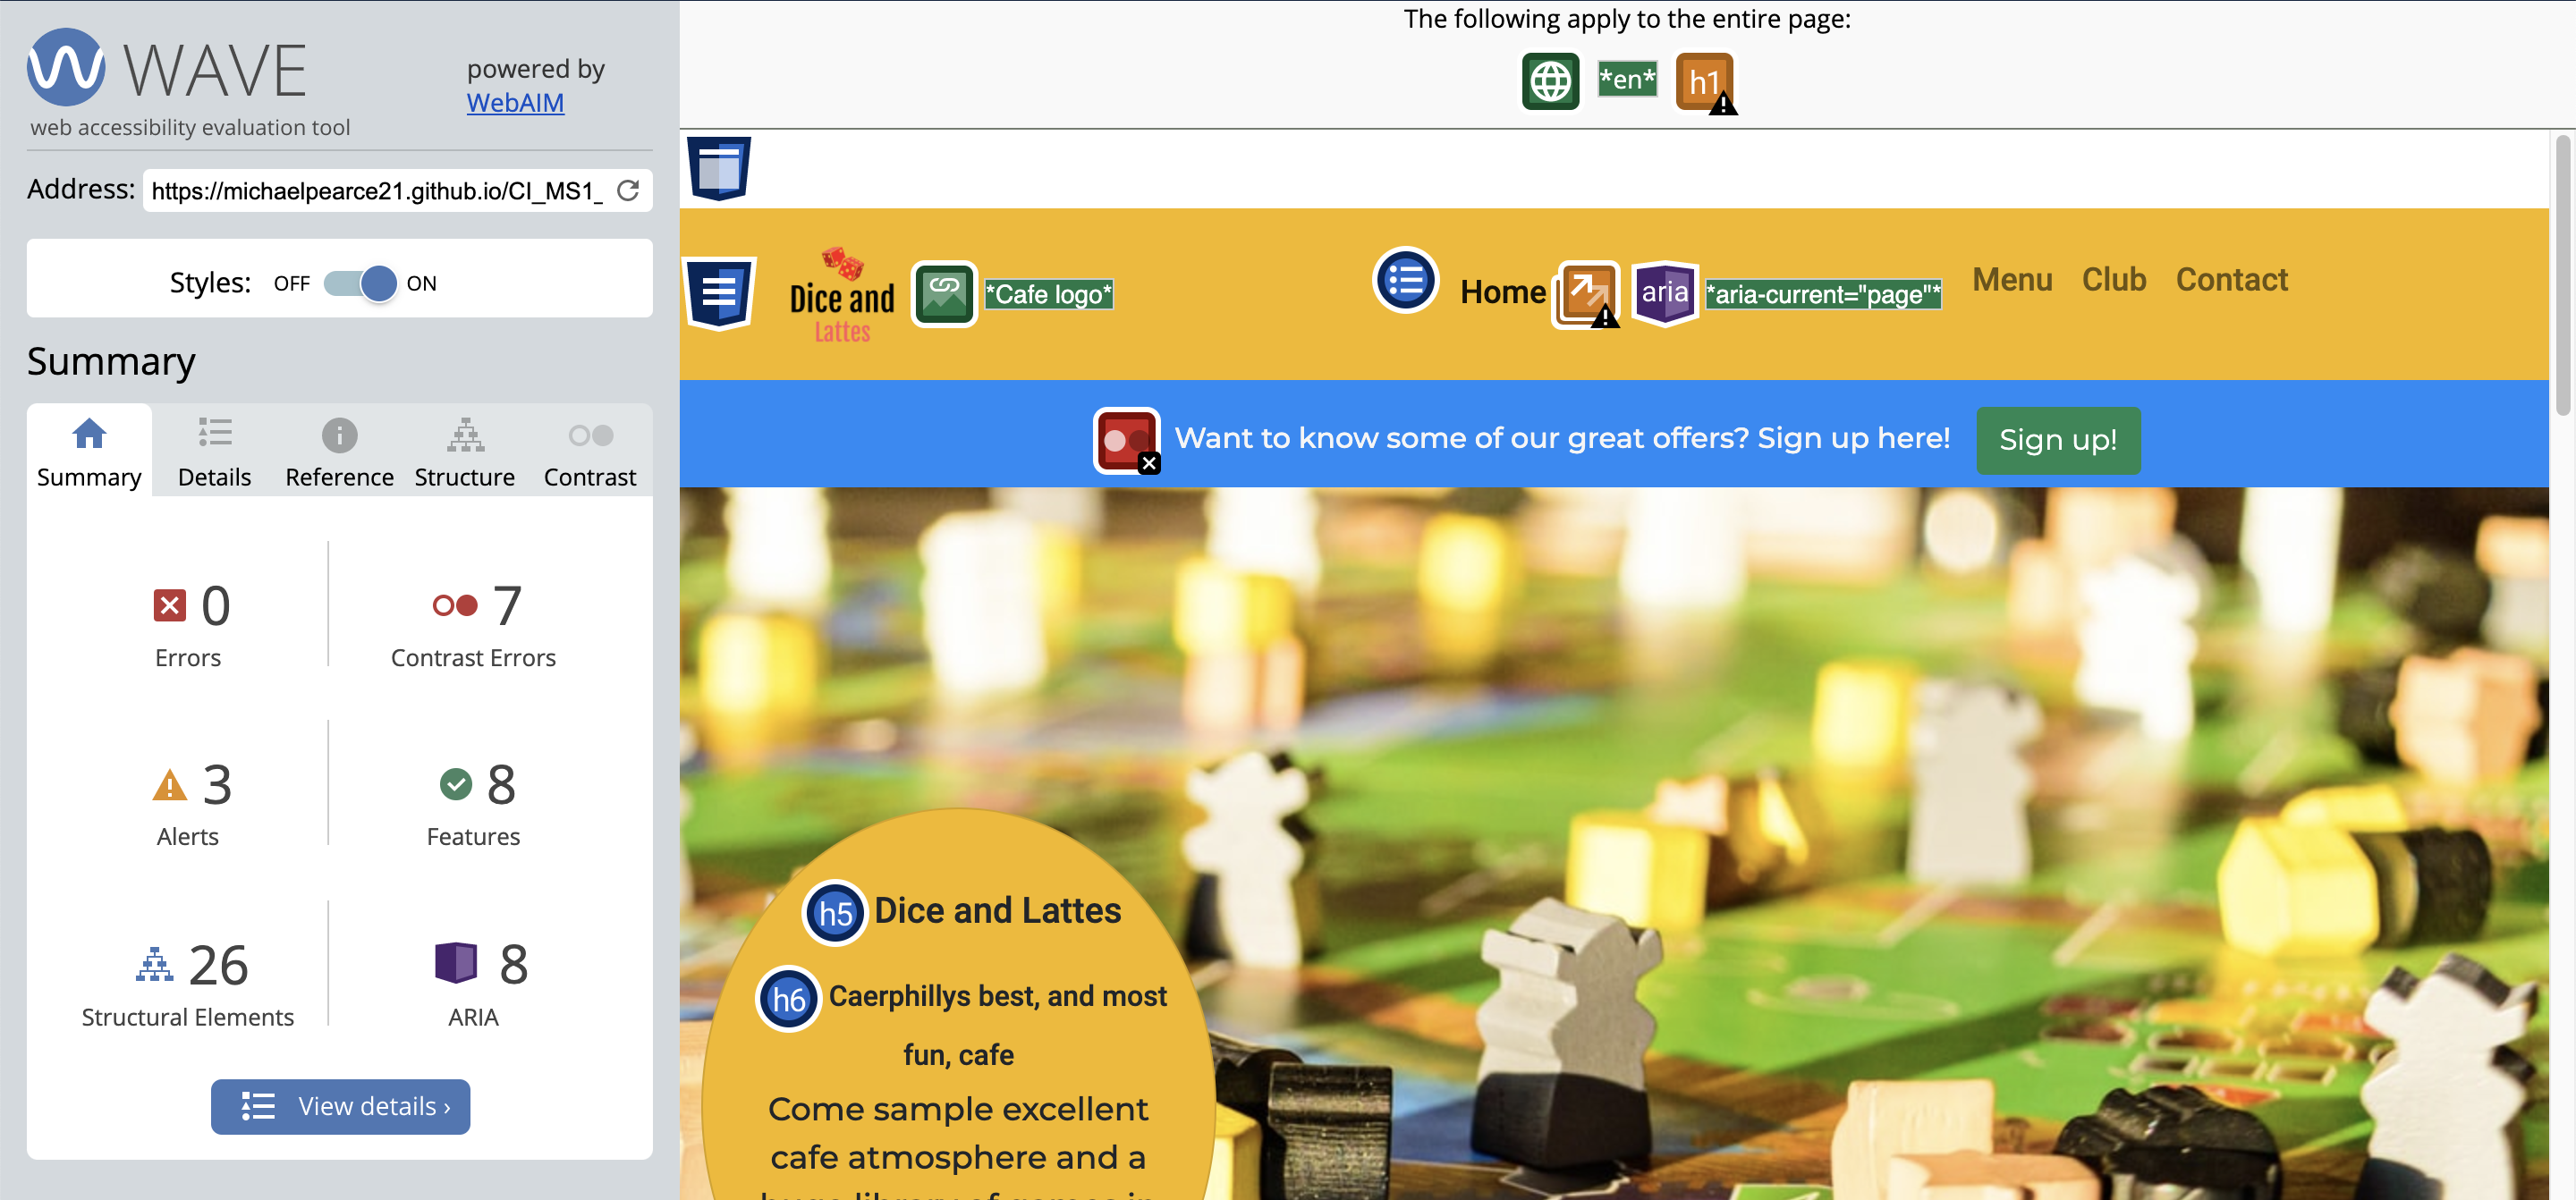 WAVE
powered by
WebAIM
web accessibility evaluation tool
Address: https://michaelpearce21.github.io/CI_MS1_
Styles: OFF ON
Summary
Summary Details Reference Structure Contrast
0
Errors
7
Contrast Errors
3
Alerts
8
Features
26
Structural Elements
8
ARIA
View details ›
The following apply to the entire page:
*en* h1
Dice and
Lattes
*Cafe logo*
Home aria *aria-current="page"* Menu Club Contact
Want to know some of our great offers? Sign up here! Sign up!
h5 Dice and Lattes
h6 Caerphillys best, and most
fun, cafe
Come sample excellent
cafe atmosphere and a